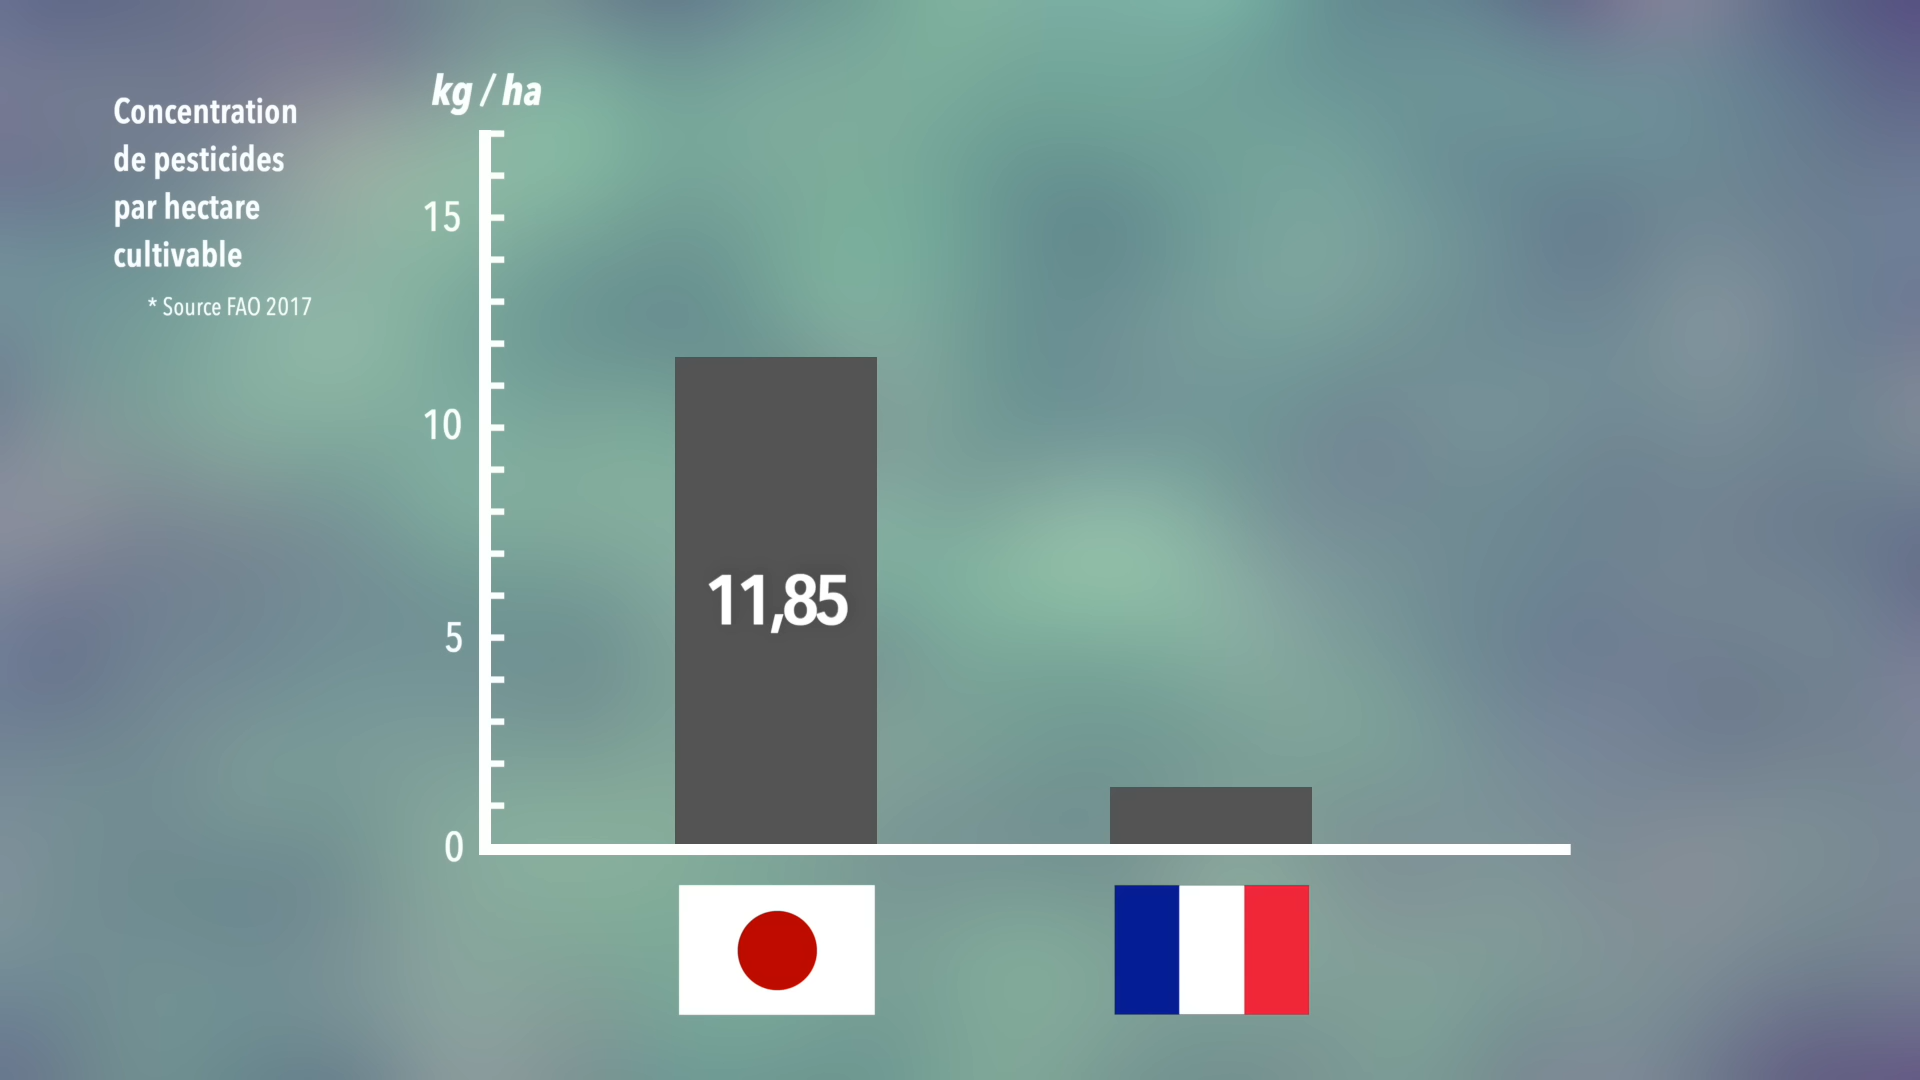 Concentration
de pesticides
par hectare
cultivable
* Source FAO 2017
kg / ha
15
10
5
0
11,85